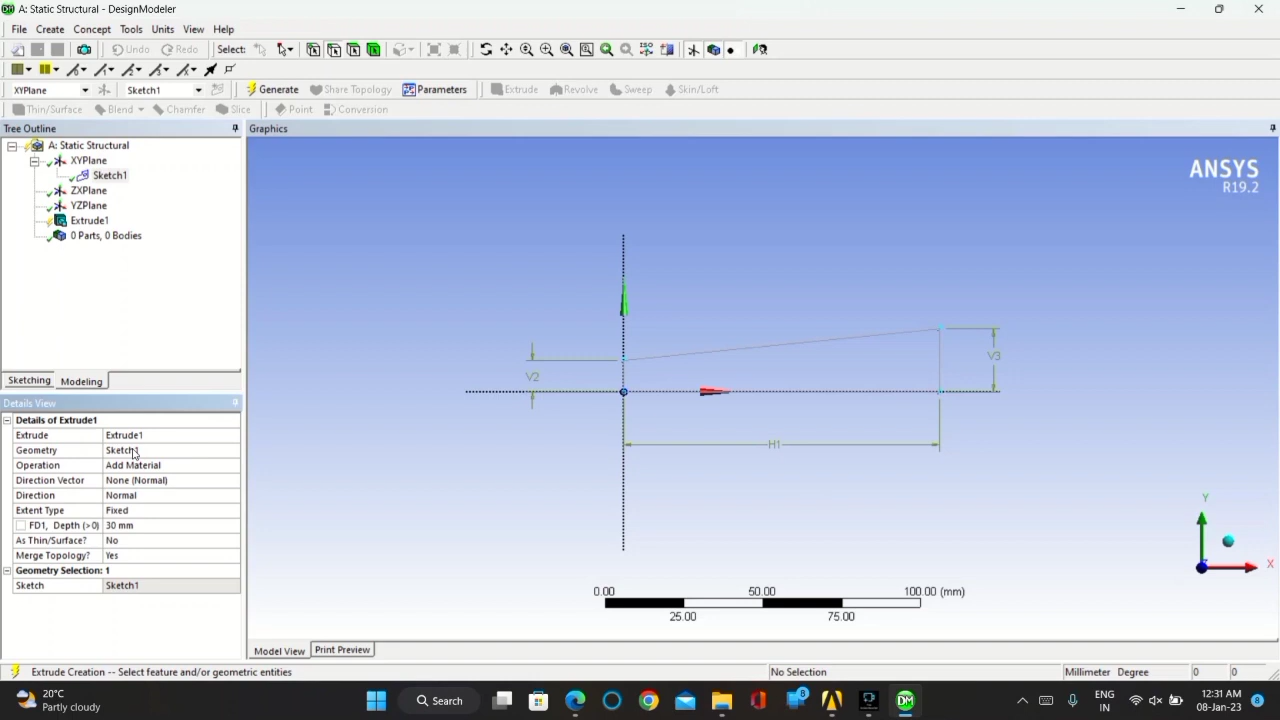 A: Static Structural - DesignModeler
File Create Concept Tools Units View Help
Undo Redo Select:
XYPlane Sketch1 Generate Share Topology Parameters Extrude Revolve Sweep Skin/Loft
Thin/Surface Blend Chamfer Slice Point Conversion
Tree Outline
A: Static Structural
XYPlane
Sketch1
ZXPlane
YZPlane
Extrude1
0 Parts, 0 Bodies
Sketching Modeling
Details View
Details of Extrude1
Extrude Extrude1
Geometry Sketch1
Operation Add Material
Direction Vector None (Normal)
Direction Normal
Extent Type Fixed
FD1, Depth (>0) 30 mm
As Thin/Surface? No
Merge Topology? Yes
Geometry Selection: 1
Sketch Sketch1
Graphics
ANSYS
R19.2
V2
V3
H1
Y
X
0.00 50.00 100.00 (mm)
25.00 75.00
Model View Print Preview
Extrude Creation -- Select feature and/or geometric entities No Selection Millimeter Degree 0 0
20°C
Partly cloudy
Search
8
DM
ENG
IN
12:31 AM
08-Jan-23
8